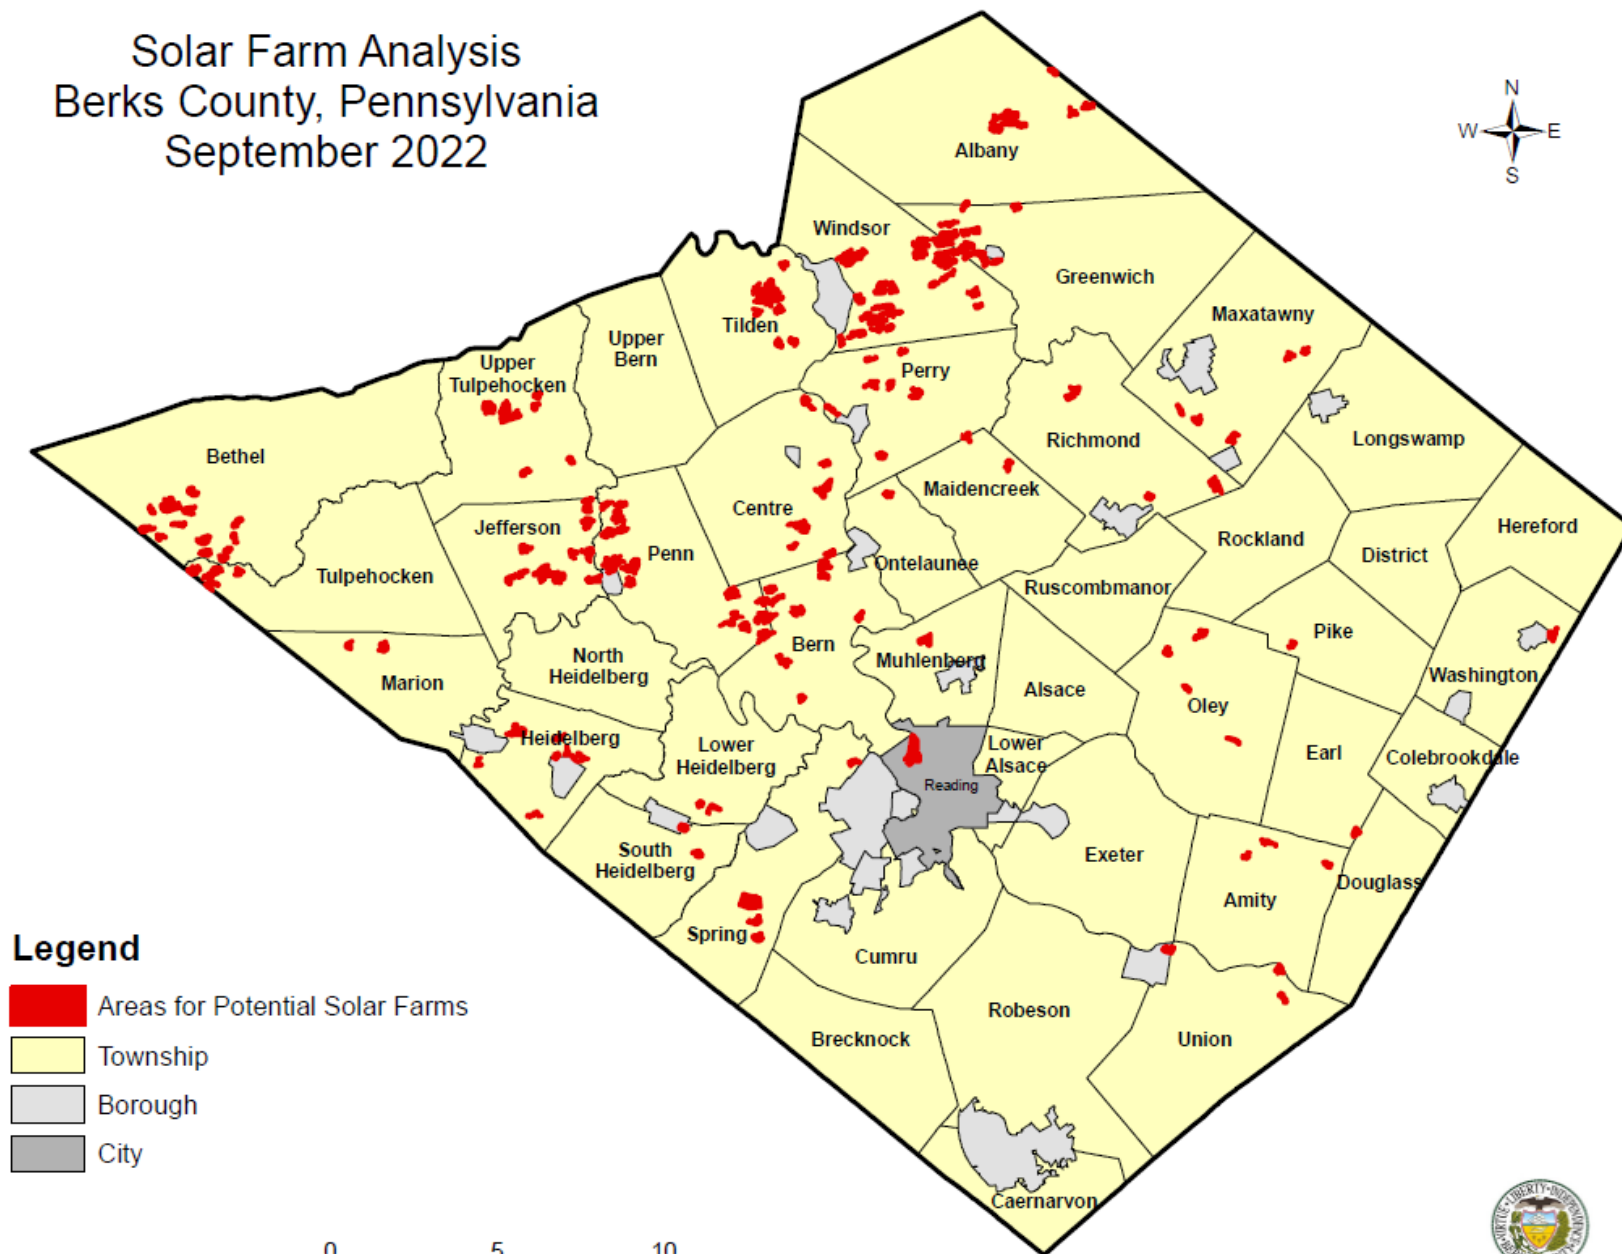 Solar Farm Analysis
Berks County, Pennsylvania
September 2022
N
W
E
S
Albany
Windsor
Greenwich
Maxatawny
Tilden
Upper
Bern
Upper
Tulpehocken
Perry
Richmond
Longswamp
Bethel
Maidencreek
Centre
Jefferson
Hereford
Rockland
District
Penn
Ontelaunee
Tulpehocken
Ruscombmanor
Pike
Bern
North
Heidelberg
Muhlenberg
Washington
Marion
Alsace
Oley
Heidelberg
Lower
Heidelberg
Lower
Alsace
Earl
Colebrookdale
Reading
South
Heidelberg
Exeter
Douglass
Amity
Spring
Cumru
Robeson
Brecknock
Union
Caernarvon
Legend
Areas for Potential Solar Farms
Township
Borough
City
0
5
10
VIRTUE LIBERTY INDEPENDENCE